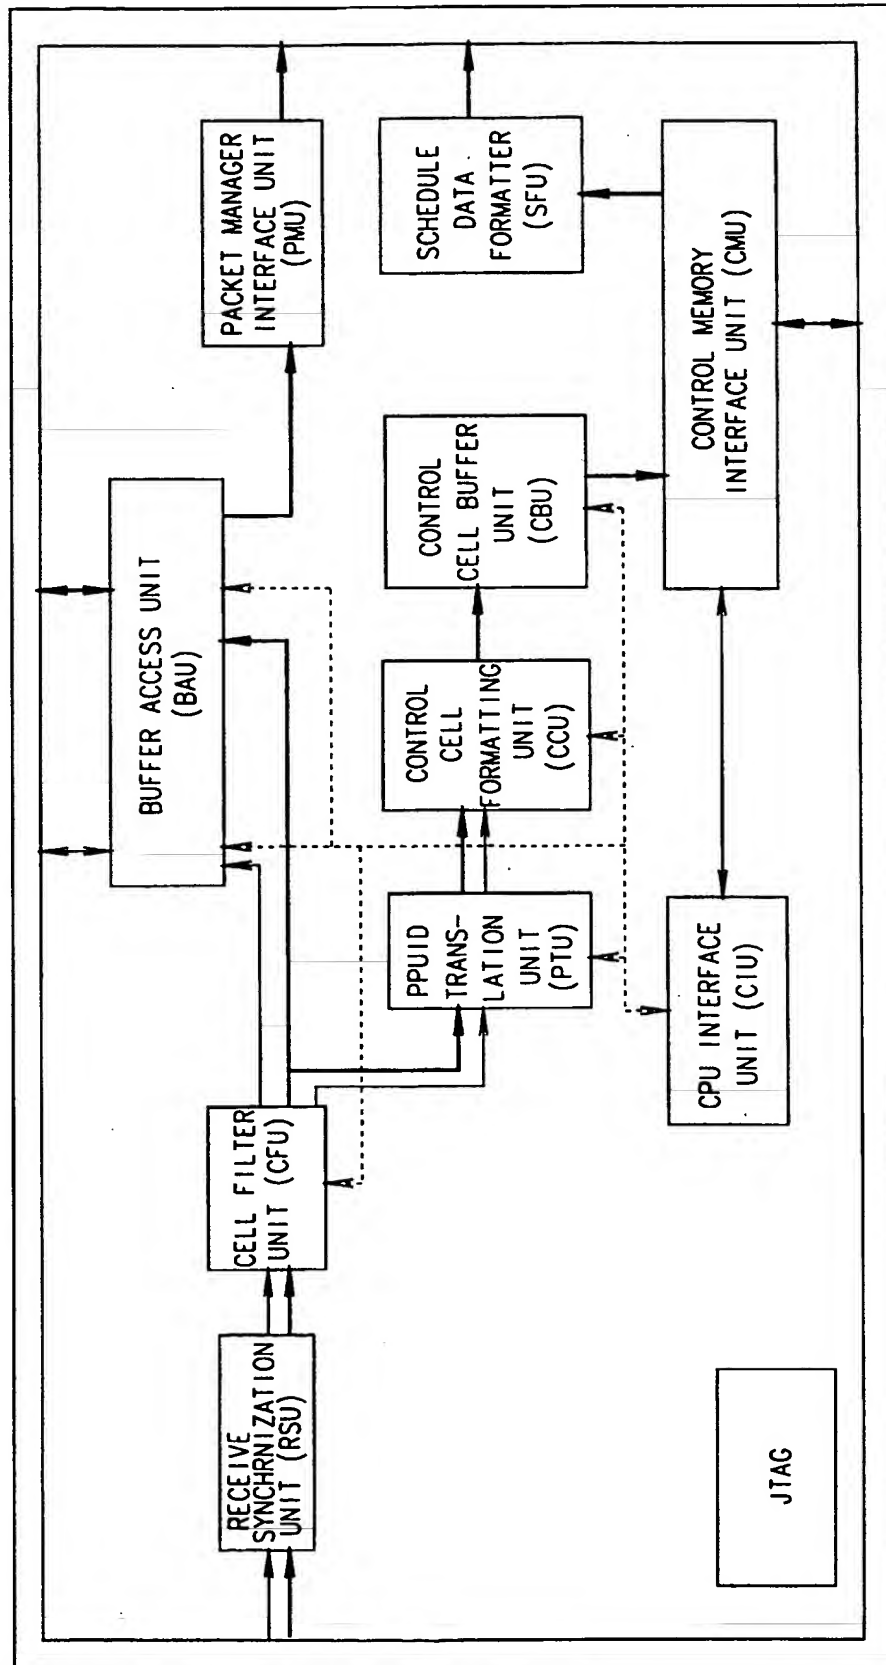 RECEIVE
SYNCHRNIZATION
UNIT (RSU)
CELL FILTER
UNIT (CFU)
BUFFER ACCESS UNIT
(BAU)
PACKET MANAGER
INTERFACE UNIT
(PMU)
PPUID
TRANS-
LATION
UNIT
(PTU)
CONTROL
CELL
FORMATTING
UNIT
(CCU)
CONTROL
CELL BUFFER
UNIT
(CBU)
SCHEDULE
DATA
FORMATTER
(SFU)
JTAG
CPU INTERFACE
UNIT (CIU)
CONTROL MEMORY
INTERFACE UNIT (CMU)